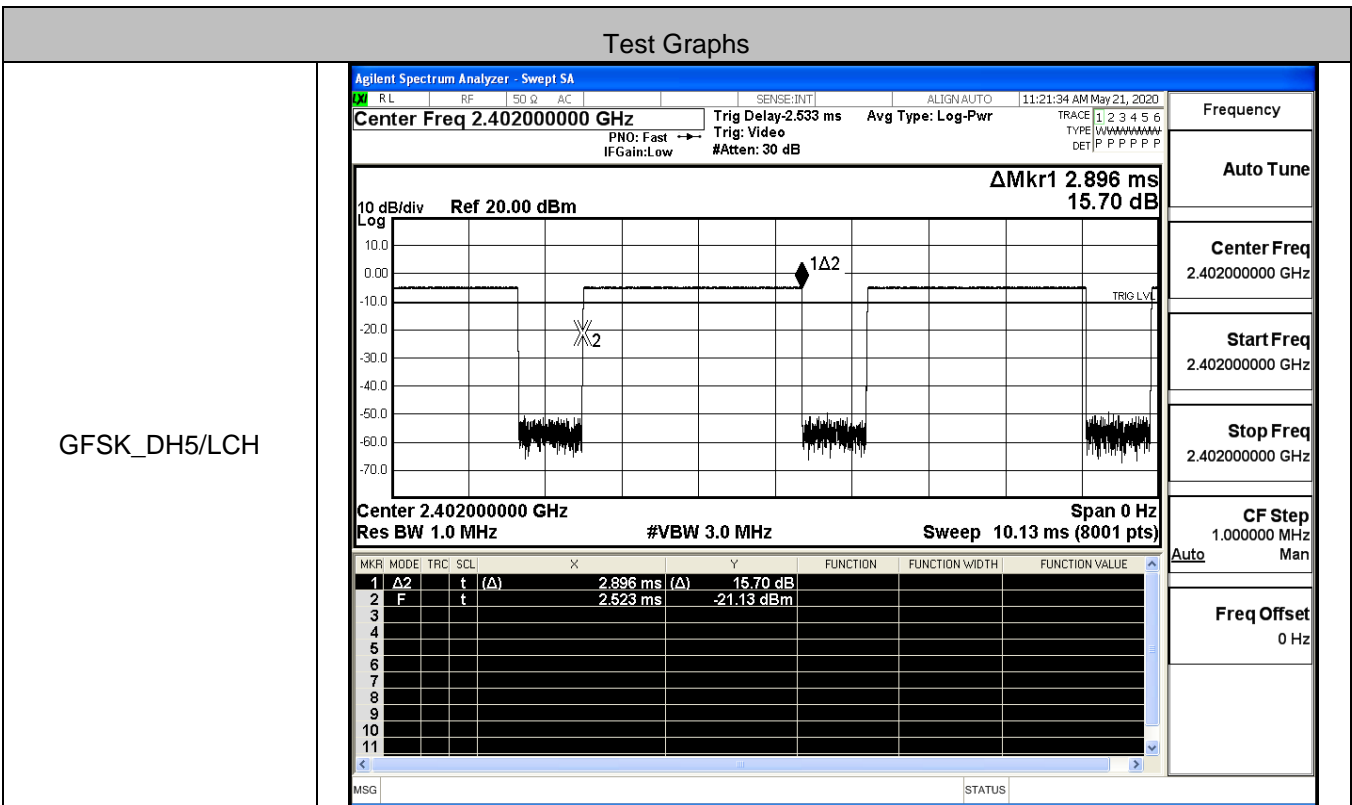 Test Graphs
GFSK_DH5/LCH
Agilent Spectrum Analyzer - Swept SA
LXI RL RF 50 Ω AC SENSE:INT ALIGN AUTO 11:21:34 AM May 21, 2020
Center Freq 2.402000000 GHz Trig Delay-2.533 ms Avg Type: Log-Pwr TRACE 1 2 3 4 5 6
PNO: Fast Trig: Video TYPE WWWWWW
IFGain:Low #Atten: 30 dB DET P P P P P P
ΔMkr1 2.896 ms
15.70 dB
10 dB/div Ref 20.00 dBm
Log
10.0
0.00
-10.0
-20.0
-30.0
-40.0
-50.0
-60.0
-70.0
1Δ2
TRIG LVL
2
Center 2.402000000 GHz Span 0 Hz
Res BW 1.0 MHz #VBW 3.0 MHz Sweep 10.13 ms (8001 pts)
MKR MODE TRC SCL X Y FUNCTION FUNCTION WIDTH FUNCTION VALUE
1 Δ2 t (Δ) 2.896 ms (Δ) 15.70 dB
2 F t 2.523 ms -21.13 dBm
3
4
5
6
7
8
9
10
11
MSG STATUS
Frequency
Auto Tune
Center Freq
2.402000000 GHz
Start Freq
2.402000000 GHz
Stop Freq
2.402000000 GHz
CF Step
1.000000 MHz
Auto Man
Freq Offset
0 Hz